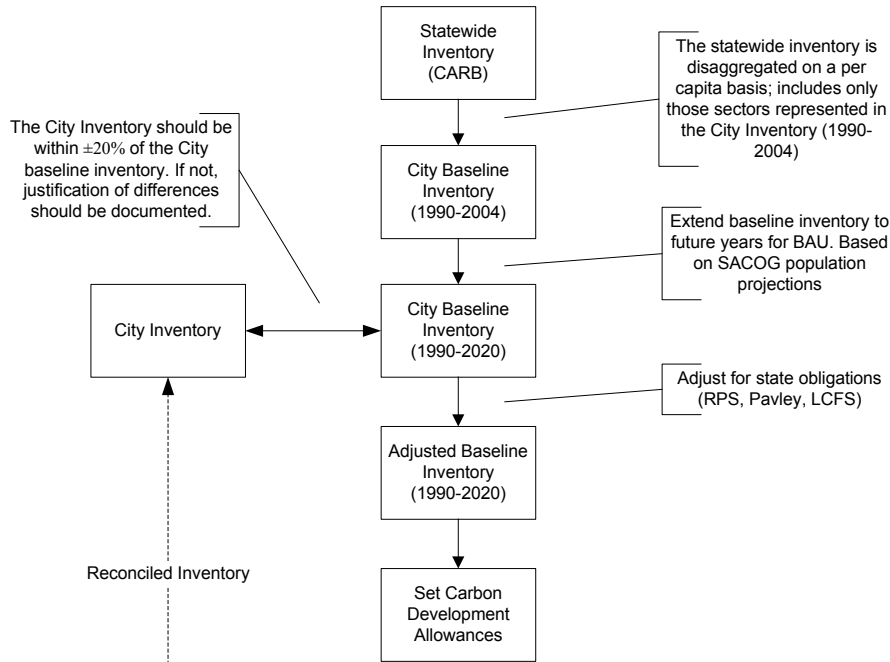 Statewide
Inventory
(CARB)
The statewide inventory is
disaggregated on a per
capita basis; includes only
those sectors represented in
the City Inventory (1990-
2004)
The City Inventory should be
within ±20% of the City
baseline inventory. If not,
justification of differences
should be documented.
City Baseline
Inventory
(1990-2004)
Extend baseline inventory to
future years for BAU. Based
on SACOG population
projections
City Inventory
City Baseline
Inventory
(1990-2020)
Adjust for state obligations
(RPS, Pavley, LCFS)
Adjusted Baseline
Inventory
(1990-2020)
Reconciled Inventory
Set Carbon
Development
Allowances